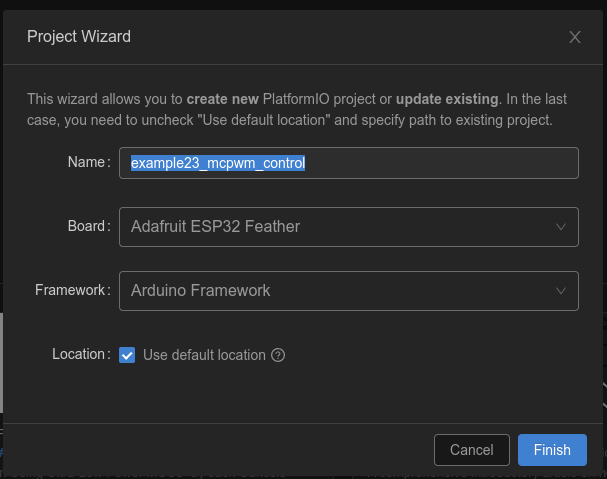 Project Wizard
This wizard allows you to create new PlatformIO project or update existing. In the last
case, you need to uncheck "Use default location" and specify path to existing project.
Name: example23_mcpwm_control
Board: Adafruit ESP32 Feather
Framework: Arduino Framework
Location: Use default location
Cancel Finish